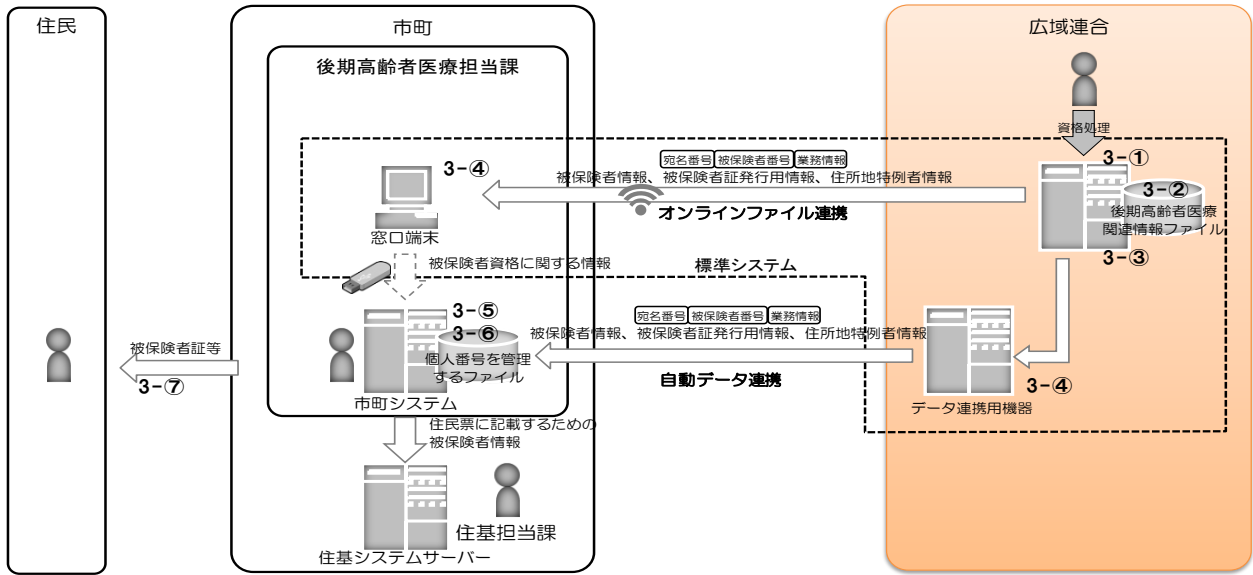 住民
市町
広域連合
後期高齢者医療担当課
資格処理
3-①
3-②
後期高齢者医療
関連情報ファイル
3-③
宛名番号 被保険者番号 業務情報
被保険者情報、被保険者証発行用情報、住所地特例者情報
オンラインファイル連携
3-④
窓口端末
被保険者資格に関する情報
標準システム
3-⑤
3-⑥
個人番号を管理
するファイル
市町システム
宛名番号 被保険者番号 業務情報
被保険者情報、被保険者証発行用情報、住所地特例者情報
自動データ連携
3-④
データ連携用機器
被保険者証等
3-⑦
住民票に記載するための
被保険者情報
住基担当課
住基システムサーバー